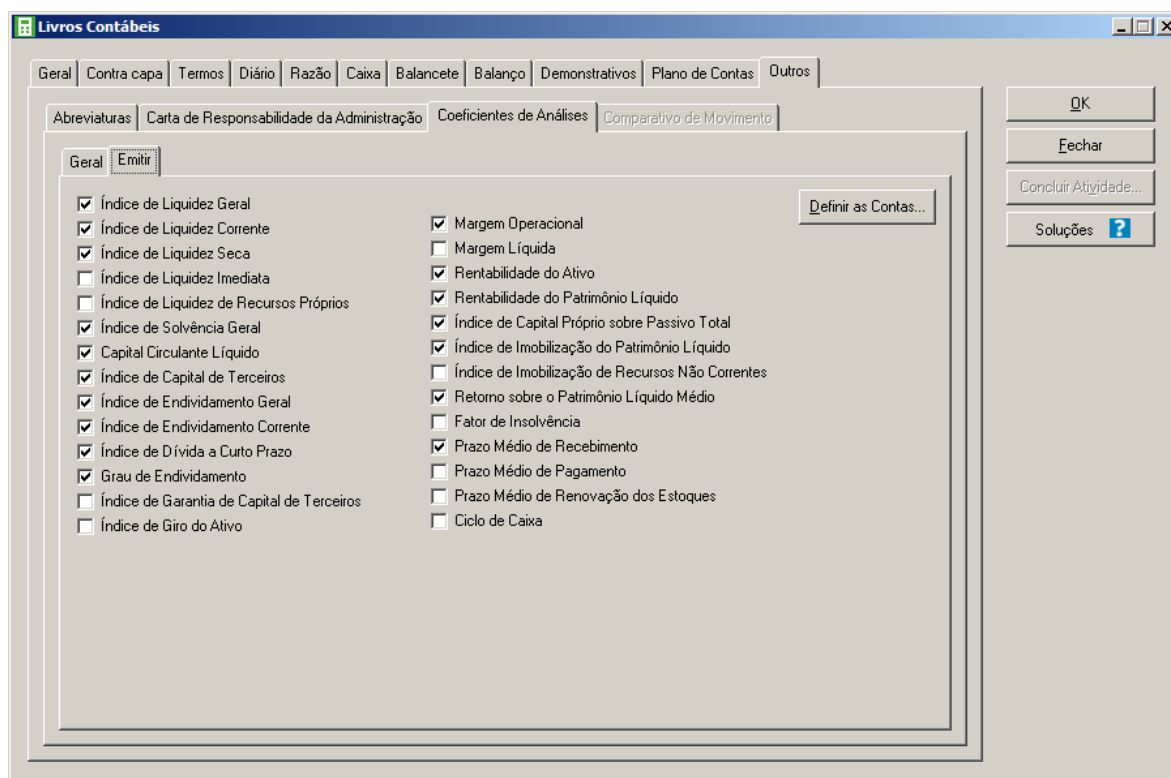 Livros Contábeis
Geral Contra capa Termos Diário Razão Caixa Balancete Balanço Demonstrativos Plano de Contas Outros
Abreviaturas Carta de Responsabilidade da Administração Coeficientes de Análises Comparativo de Movimento
Geral Emitir
Índice de Liquidez Geral
Índice de Liquidez Corrente
Índice de Liquidez Seca
Índice de Liquidez Imediata
Índice de Liquidez de Recursos Próprios
Índice de Solvência Geral
Capital Circulante Líquido
Índice de Capital de Terceiros
Índice de Endividamento Geral
Índice de Endividamento Corrente
Índice de Dívida a Curto Prazo
Grau de Endividamento
Índice de Garantia de Capital de Terceiros
Índice de Giro do Ativo
Margem Operacional
Margem Líquida
Rentabilidade do Ativo
Rentabilidade do Patrimônio Líquido
Índice de Capital Próprio sobre Passivo Total
Índice de Imobilização do Patrimônio Líquido
Índice de Imobilização de Recursos Não Correntes
Retorno sobre o Patrimônio Líquido Médio
Fator de Insolvência
Prazo Médio de Recebimento
Prazo Médio de Pagamento
Prazo Médio de Renovação dos Estoques
Ciclo de Caixa
Definir as Contas...
OK
Fechar
Concluir Atividade...
Soluções ?